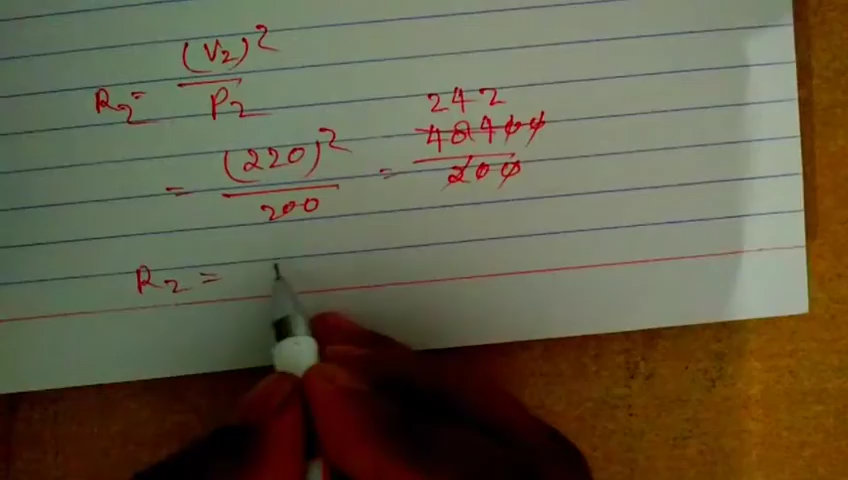 R2 = (V2)^2 / P2
242
= (220)^2 / 200 = 48400 / 200
R2 =